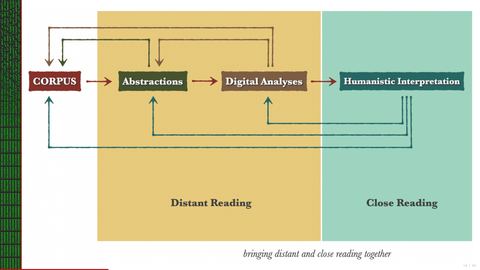 CORPUS
Abstractions
Digital Analyses
Humanistic Interpretation
Distant Reading
Close Reading
bringing distant and close reading together